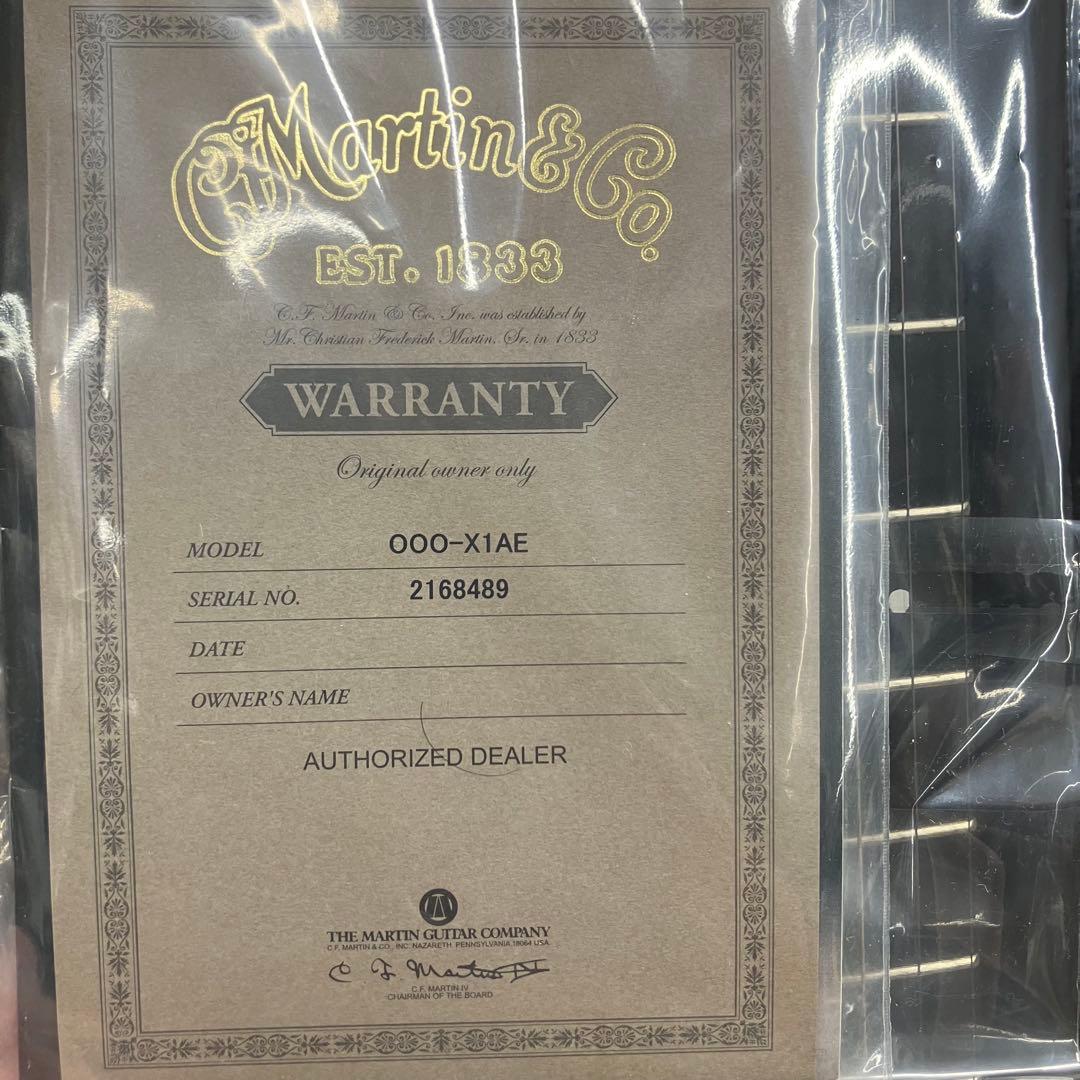 C.F. Martin & Co.
EST. 1833
C.F. Martin & Co. Inc. was established by
Mr. Christian Frederick Martin, Sr. in 1833
WARRANTY
Original owner only
MODEL OOO-X1AE
SERIAL NO. 2168489
DATE
OWNER'S NAME
AUTHORIZED DEALER
THE MARTIN GUITAR COMPANY
C.F. MARTIN & CO., INC. NAZARETH, PENNSYLVANIA 18064 USA
C F Martin IV
C.F. MARTIN IV
CHAIRMAN OF THE BOARD